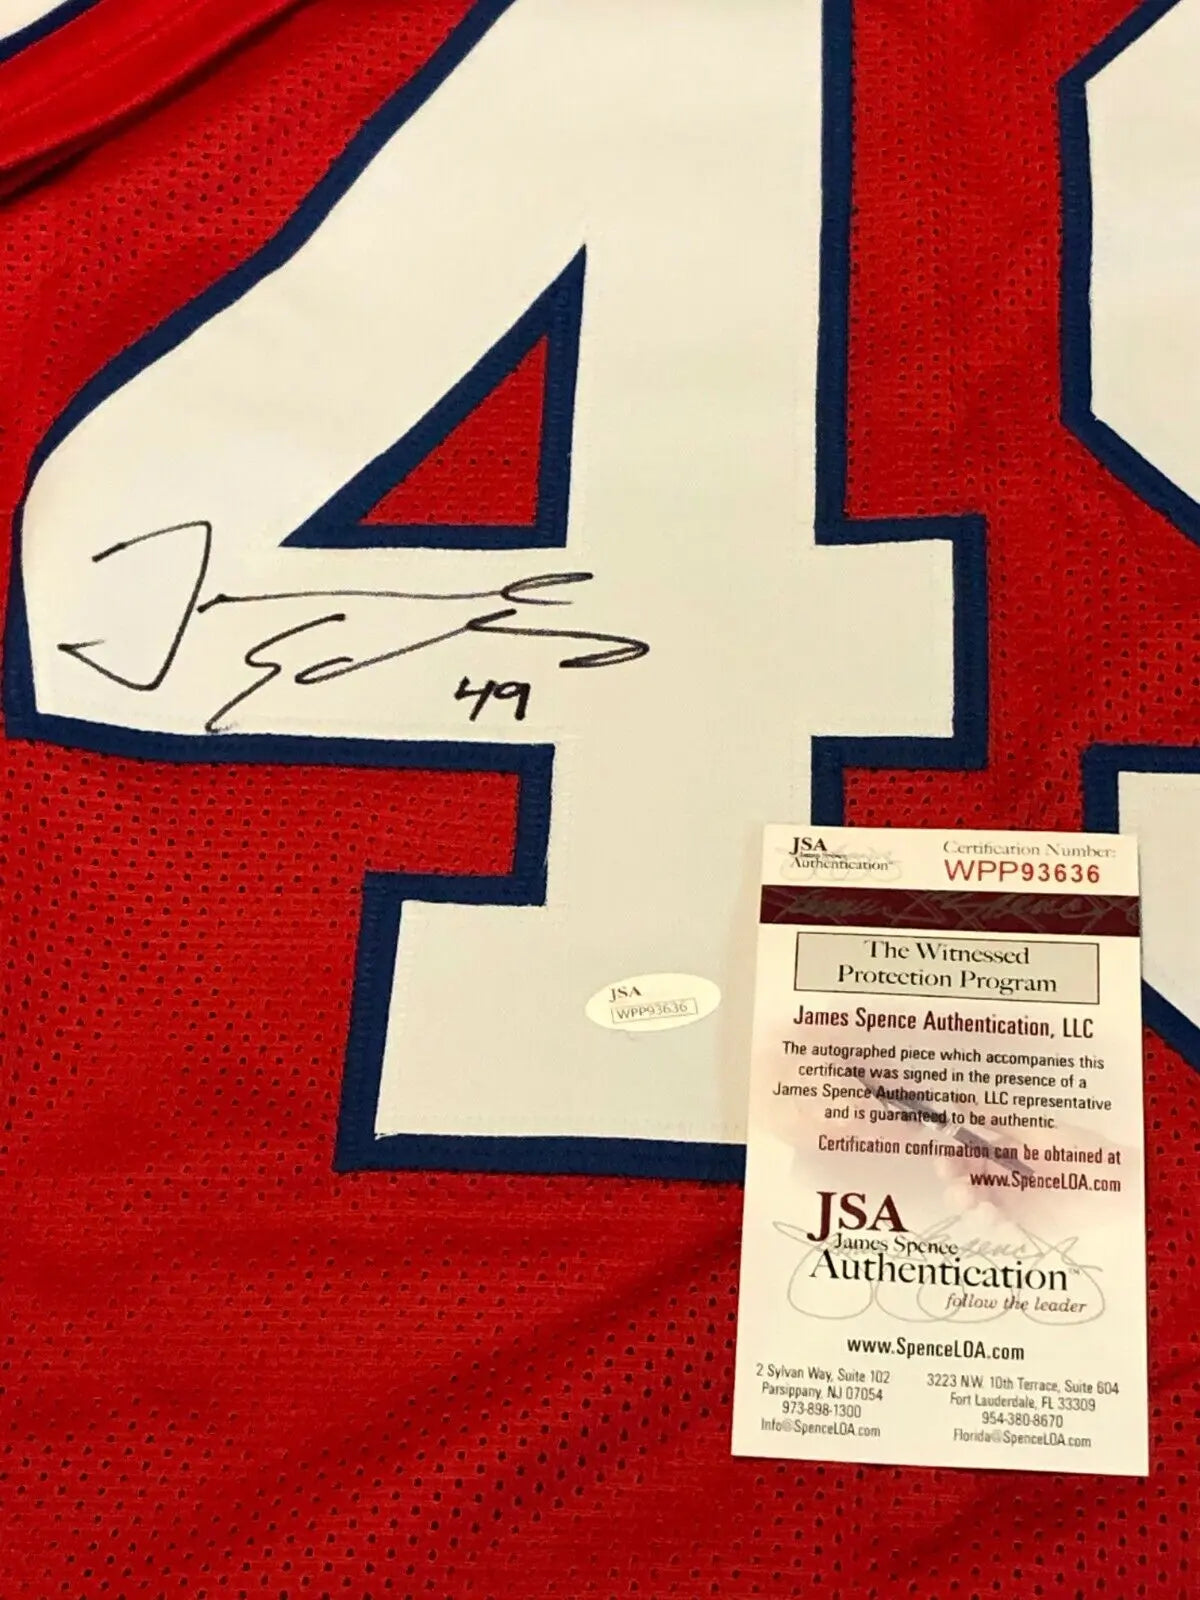 49
49
JSA
WPP93636
JSA
Authentication
Certification Number:
WPP93636
The Witnessed
Protection Program
James Spence Authentication, LLC
The autographed piece which accompanies this
certificate was signed in the presence of a
James Spence Authentication, LLC representative
and is guaranteed to be authentic.
Certification confirmation can be obtained at
www.SpenceLOA.com
JSA
James Spence
Authentication™
follow the leader
www.SpenceLOA.com
2 Sylvan Way, Suite 102
Parsippany, NJ 07054
973-898-1300
Info@SpenceLOA.com
3223 N.W. 10th Terrace, Suite 604
Fort Lauderdale, FL 33309
954-380-8670
Florida@SpenceLOA.com